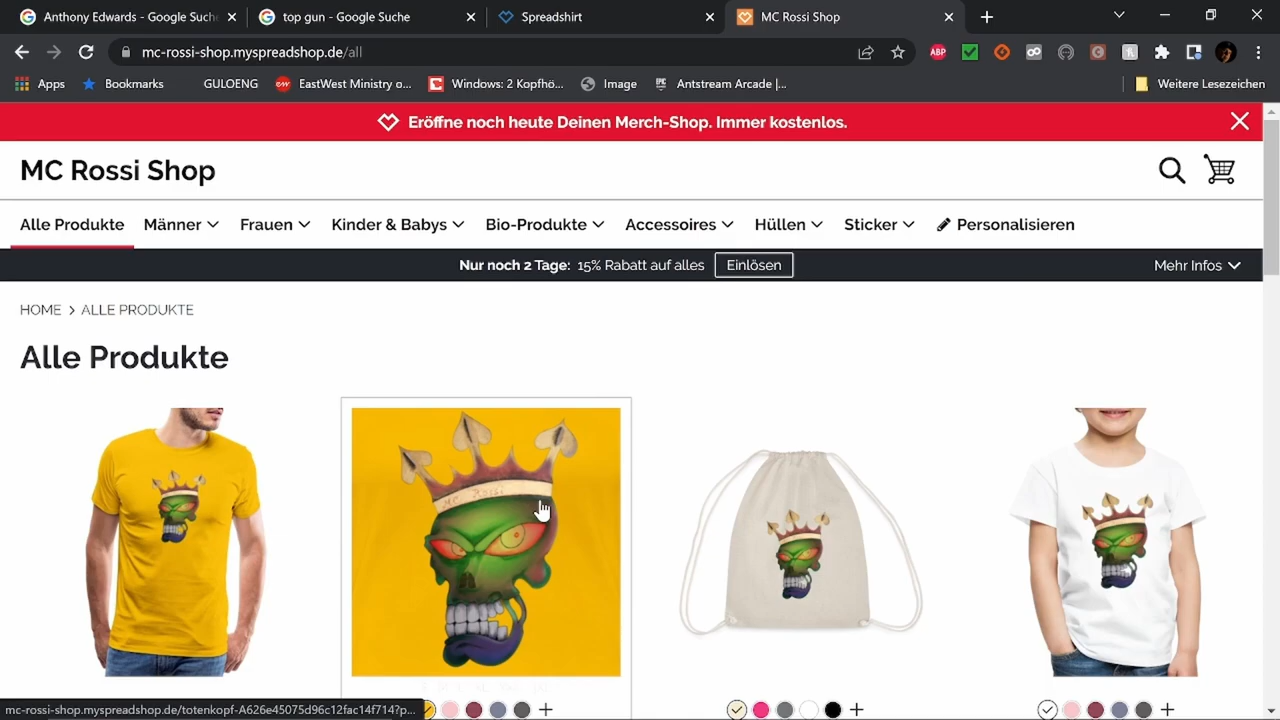 Anthony Edwards - Google Suche
top gun - Google Suche
Spreadshirt
MC Rossi Shop
mc-rossi-shop.myspreadshop.de/all
ABP
Apps
Bookmarks
GULOENG
EastWest Ministry o...
Windows: 2 Kopfhö...
Image
Antstream Arcade |...
Weitere Lesezeichen
Eröffne noch heute Deinen Merch-Shop. Immer kostenlos.
MC Rossi Shop
Alle Produkte
Männer
Frauen
Kinder & Babys
Bio-Produkte
Accessoires
Hüllen
Sticker
Personalisieren
Nur noch 2 Tage: 15% Rabatt auf alles
Einlösen
Mehr Infos
HOME > ALLE PRODUKTE
Alle Produkte
Mc Rossi
mc-rossi-shop.myspreadshop.de/totenkopf-A626e45075d96c12fac14f714?p...